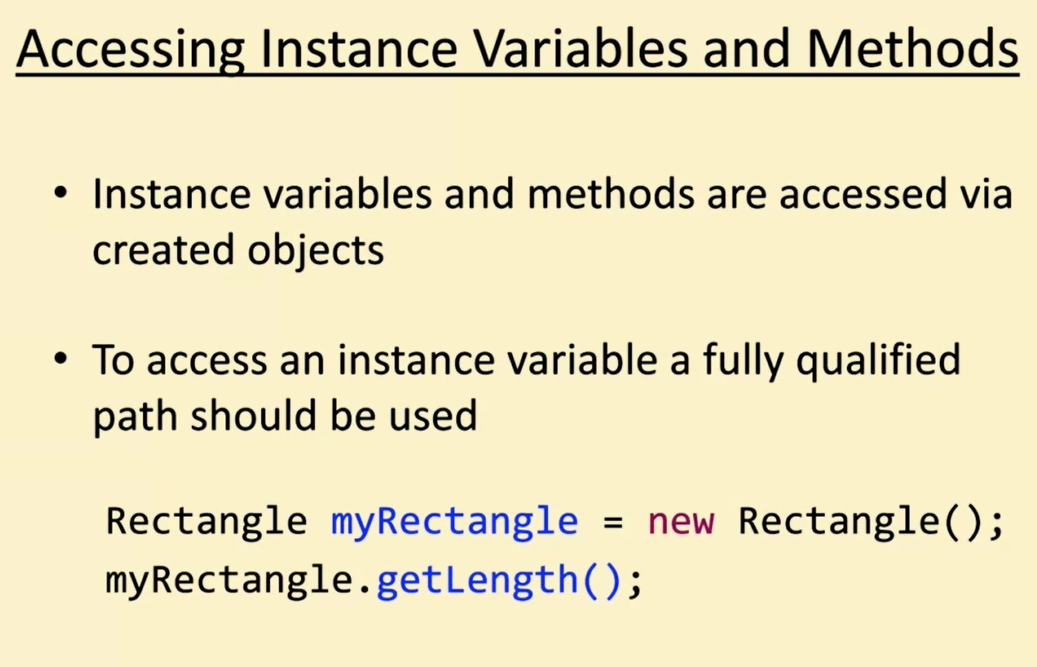 Accessing Instance Variables and Methods
• Instance variables and methods are accessed via
created objects
• To access an instance variable a fully qualified
path should be used
Rectangle myRectangle = new Rectangle();
myRectangle.getLength();